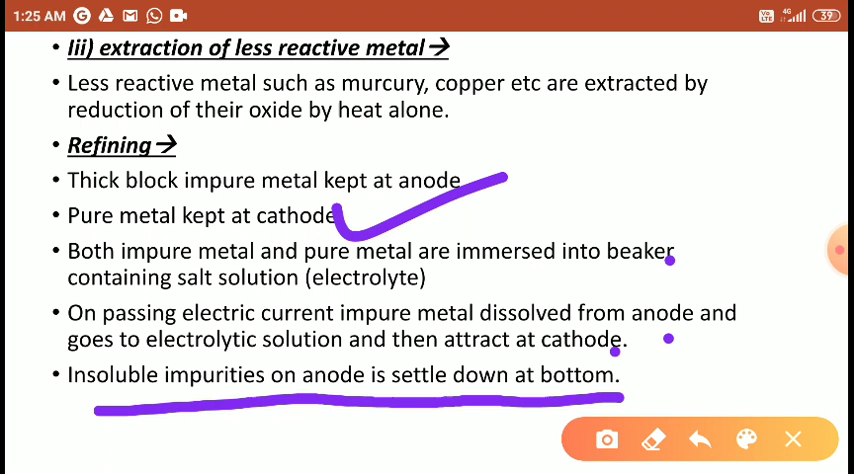 1:25 AM G Vo LTE 4G 39
• Iii) extraction of less reactive metal→
• Less reactive metal such as murcury, copper etc are extracted by
reduction of their oxide by heat alone.
• Refining→
• Thick block impure metal kept at anode
• Pure metal kept at cathode
• Both impure metal and pure metal are immersed into beaker
containing salt solution (electrolyte)
• On passing electric current impure metal dissolved from anode and
goes to electrolytic solution and then attract at cathode.
• Insoluble impurities on anode is settle down at bottom.